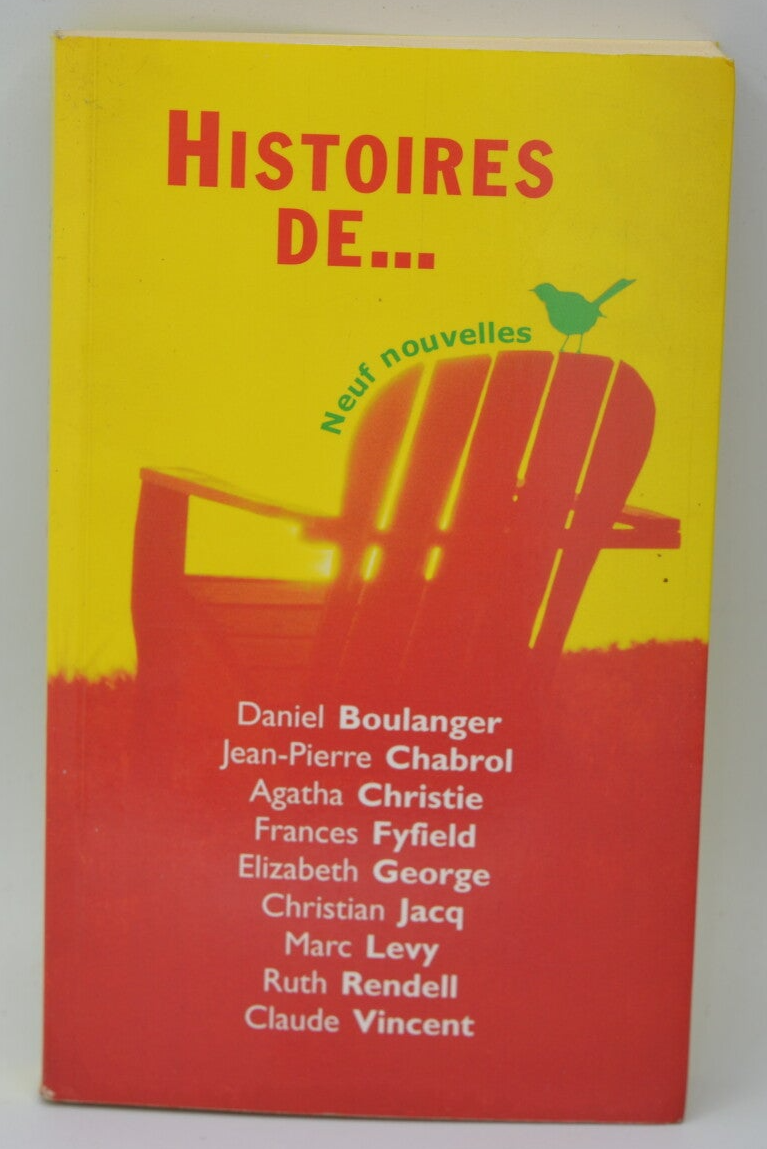 HISTOIRES
DE...
Neuf nouvelles
Daniel Boulanger
Jean-Pierre Chabrol
Agatha Christie
Frances Fyfield
Elizabeth George
Christian Jacq
Marc Levy
Ruth Rendell
Claude Vincent